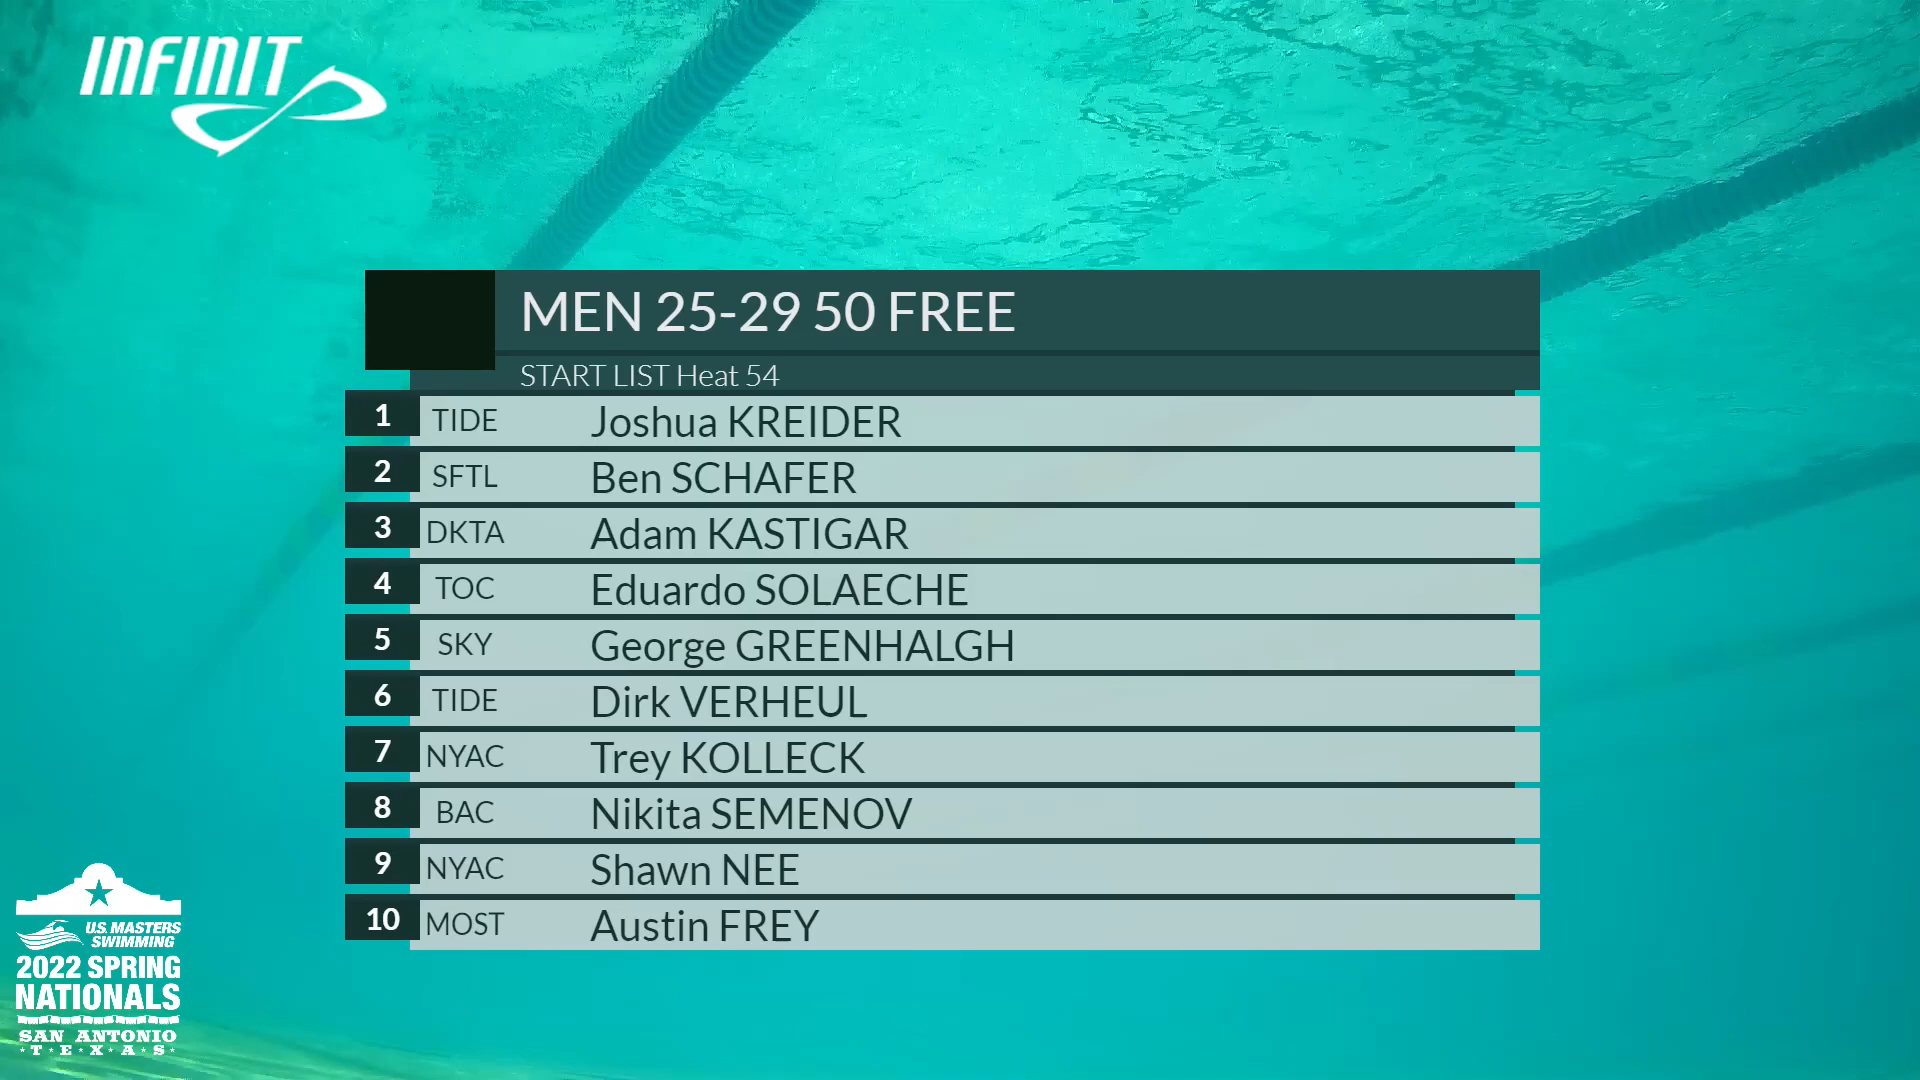 INFINIT
MEN 25-29 50 FREE
START LIST Heat 54
1 TIDE Joshua KREIDER
2 SFTL Ben SCHAFER
3 DKTA Adam KASTIGAR
4 TOC Eduardo SOLAECHE
5 SKY George GREENHALGH
6 TIDE Dirk VERHEUL
7 NYAC Trey KOLLECK
8 BAC Nikita SEMENOV
9 NYAC Shawn NEE
10 MOST Austin FREY
U.S. MASTERS
SWIMMING
2022 SPRING
NATIONALS
SAN ANTONIO
T·E·X·A·S